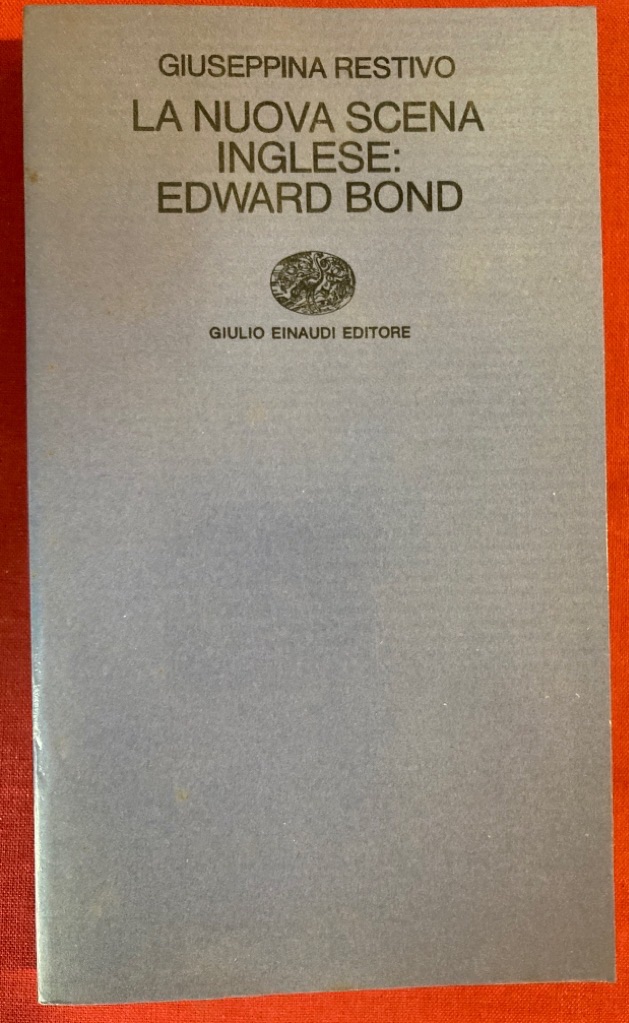 GIUSEPPINA RESTIVO
LA NUOVA SCENA
INGLESE:
EDWARD BOND
GIULIO EINAUDI EDITORE